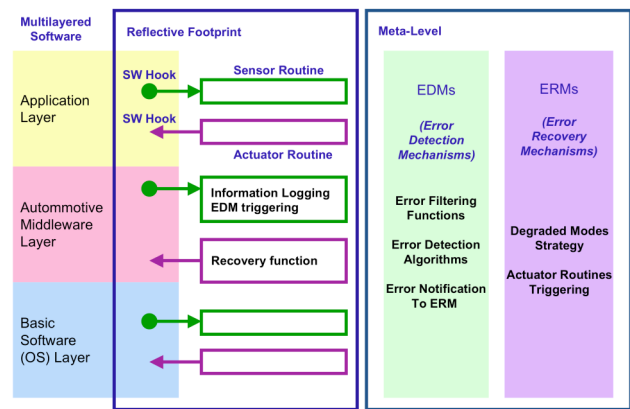 Multilayered
Software
Reflective Footprint
Meta-Level
SW Hook
Sensor Routine
Application
Layer
SW Hook
Actuator Routine
Autommotive
Middleware
Layer
Information Logging
EDM triggering
Recovery function
Basic
Software
(OS) Layer
EDMs
(Error
Detection
Mechanisms)
Error Filtering
Functions
Error Detection
Algorithms
Error Notification
To ERM
ERMs
(Error
Recovery
Mechanisms)
Degraded Modes
Strategy
Actuator Routines
Triggering